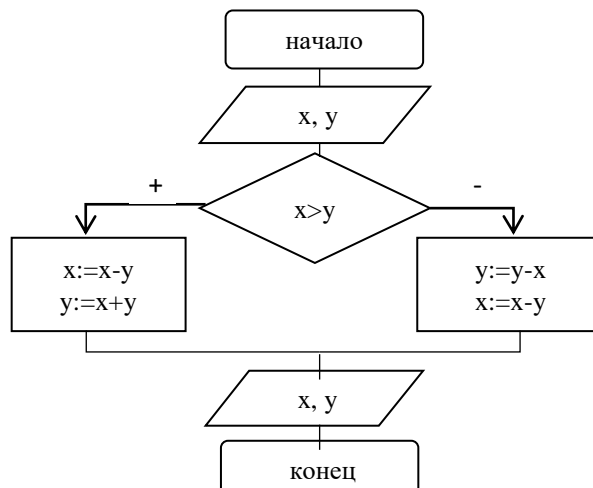 начало
x, y
+
-
x>y
x:=x-y
y:=x+y
y:=y-x
x:=x-y
x, y
конец